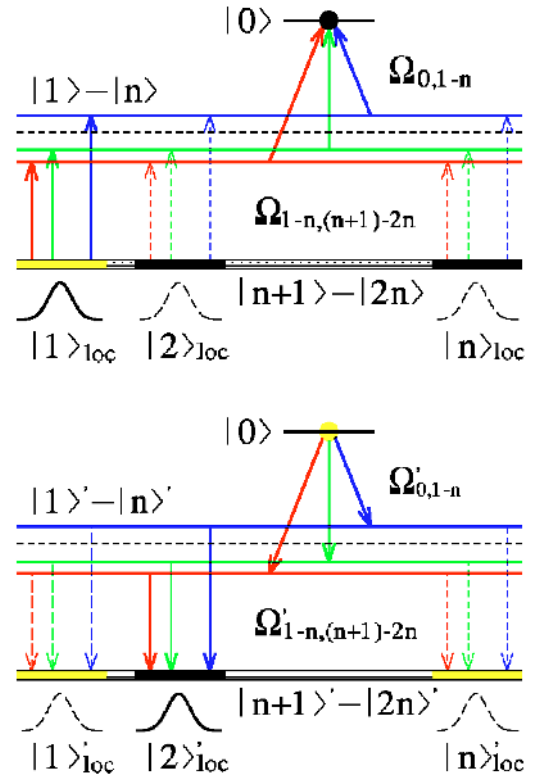 |0>
Ω0,1-n
|1>-|n>
Ω1-n,(n+1)-2n
|n+1>-|2n>
|1>loc |2>loc |n>loc
|0>
Ω'0,1-n
|1>'-|n>'
Ω'1-n,(n+1)-2n
|n+1>'-|2n>'
|1>'loc |2>'loc |n>'loc